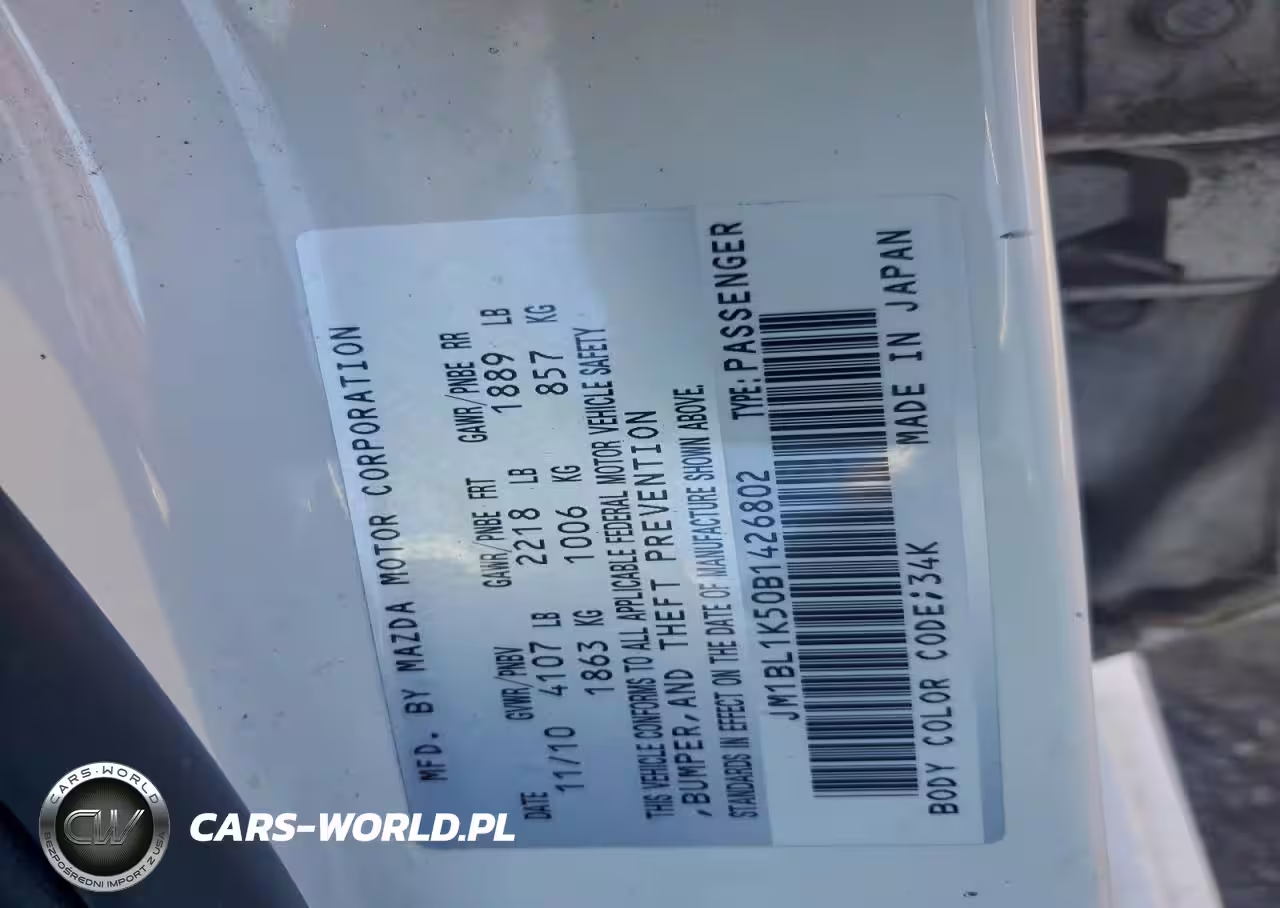 MFD. BY MAZDA MOTOR CORPORATION
DATE GVWR/PNBV GAWR/PNBE FRT GAWR/PNBE RR
11/10 4107 LB 2218 LB 1889 LB
1863 KG 1006 KG 857 KG
THIS VEHICLE CONFORMS TO ALL APPLICABLE FEDERAL MOTOR VEHICLE SAFETY
,BUMPER,AND THEFT PREVENTION
STANDARDS IN EFFECT ON THE DATE OF MANUFACTURE SHOWN ABOVE.
JM1BL1K50B1426802 TYPE:PASSENGER
BODY COLOR CODE;34K MADE IN JAPAN
CARS-WORLD
CW
BEZPOŚREDNI IMPORT Z USA
CARS-WORLD.PL